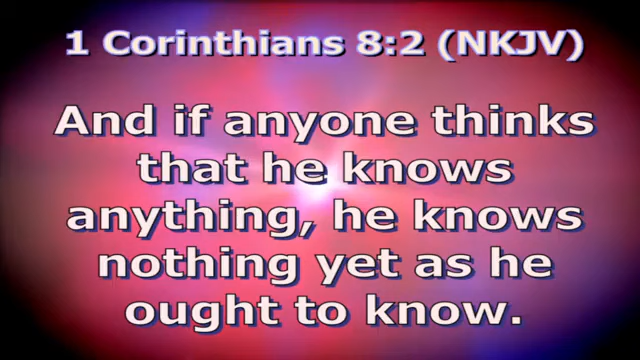 1 Corinthians 8:2 (NKJV)
And if anyone thinks
that he knows
anything, he knows
nothing yet as he
ought to know.